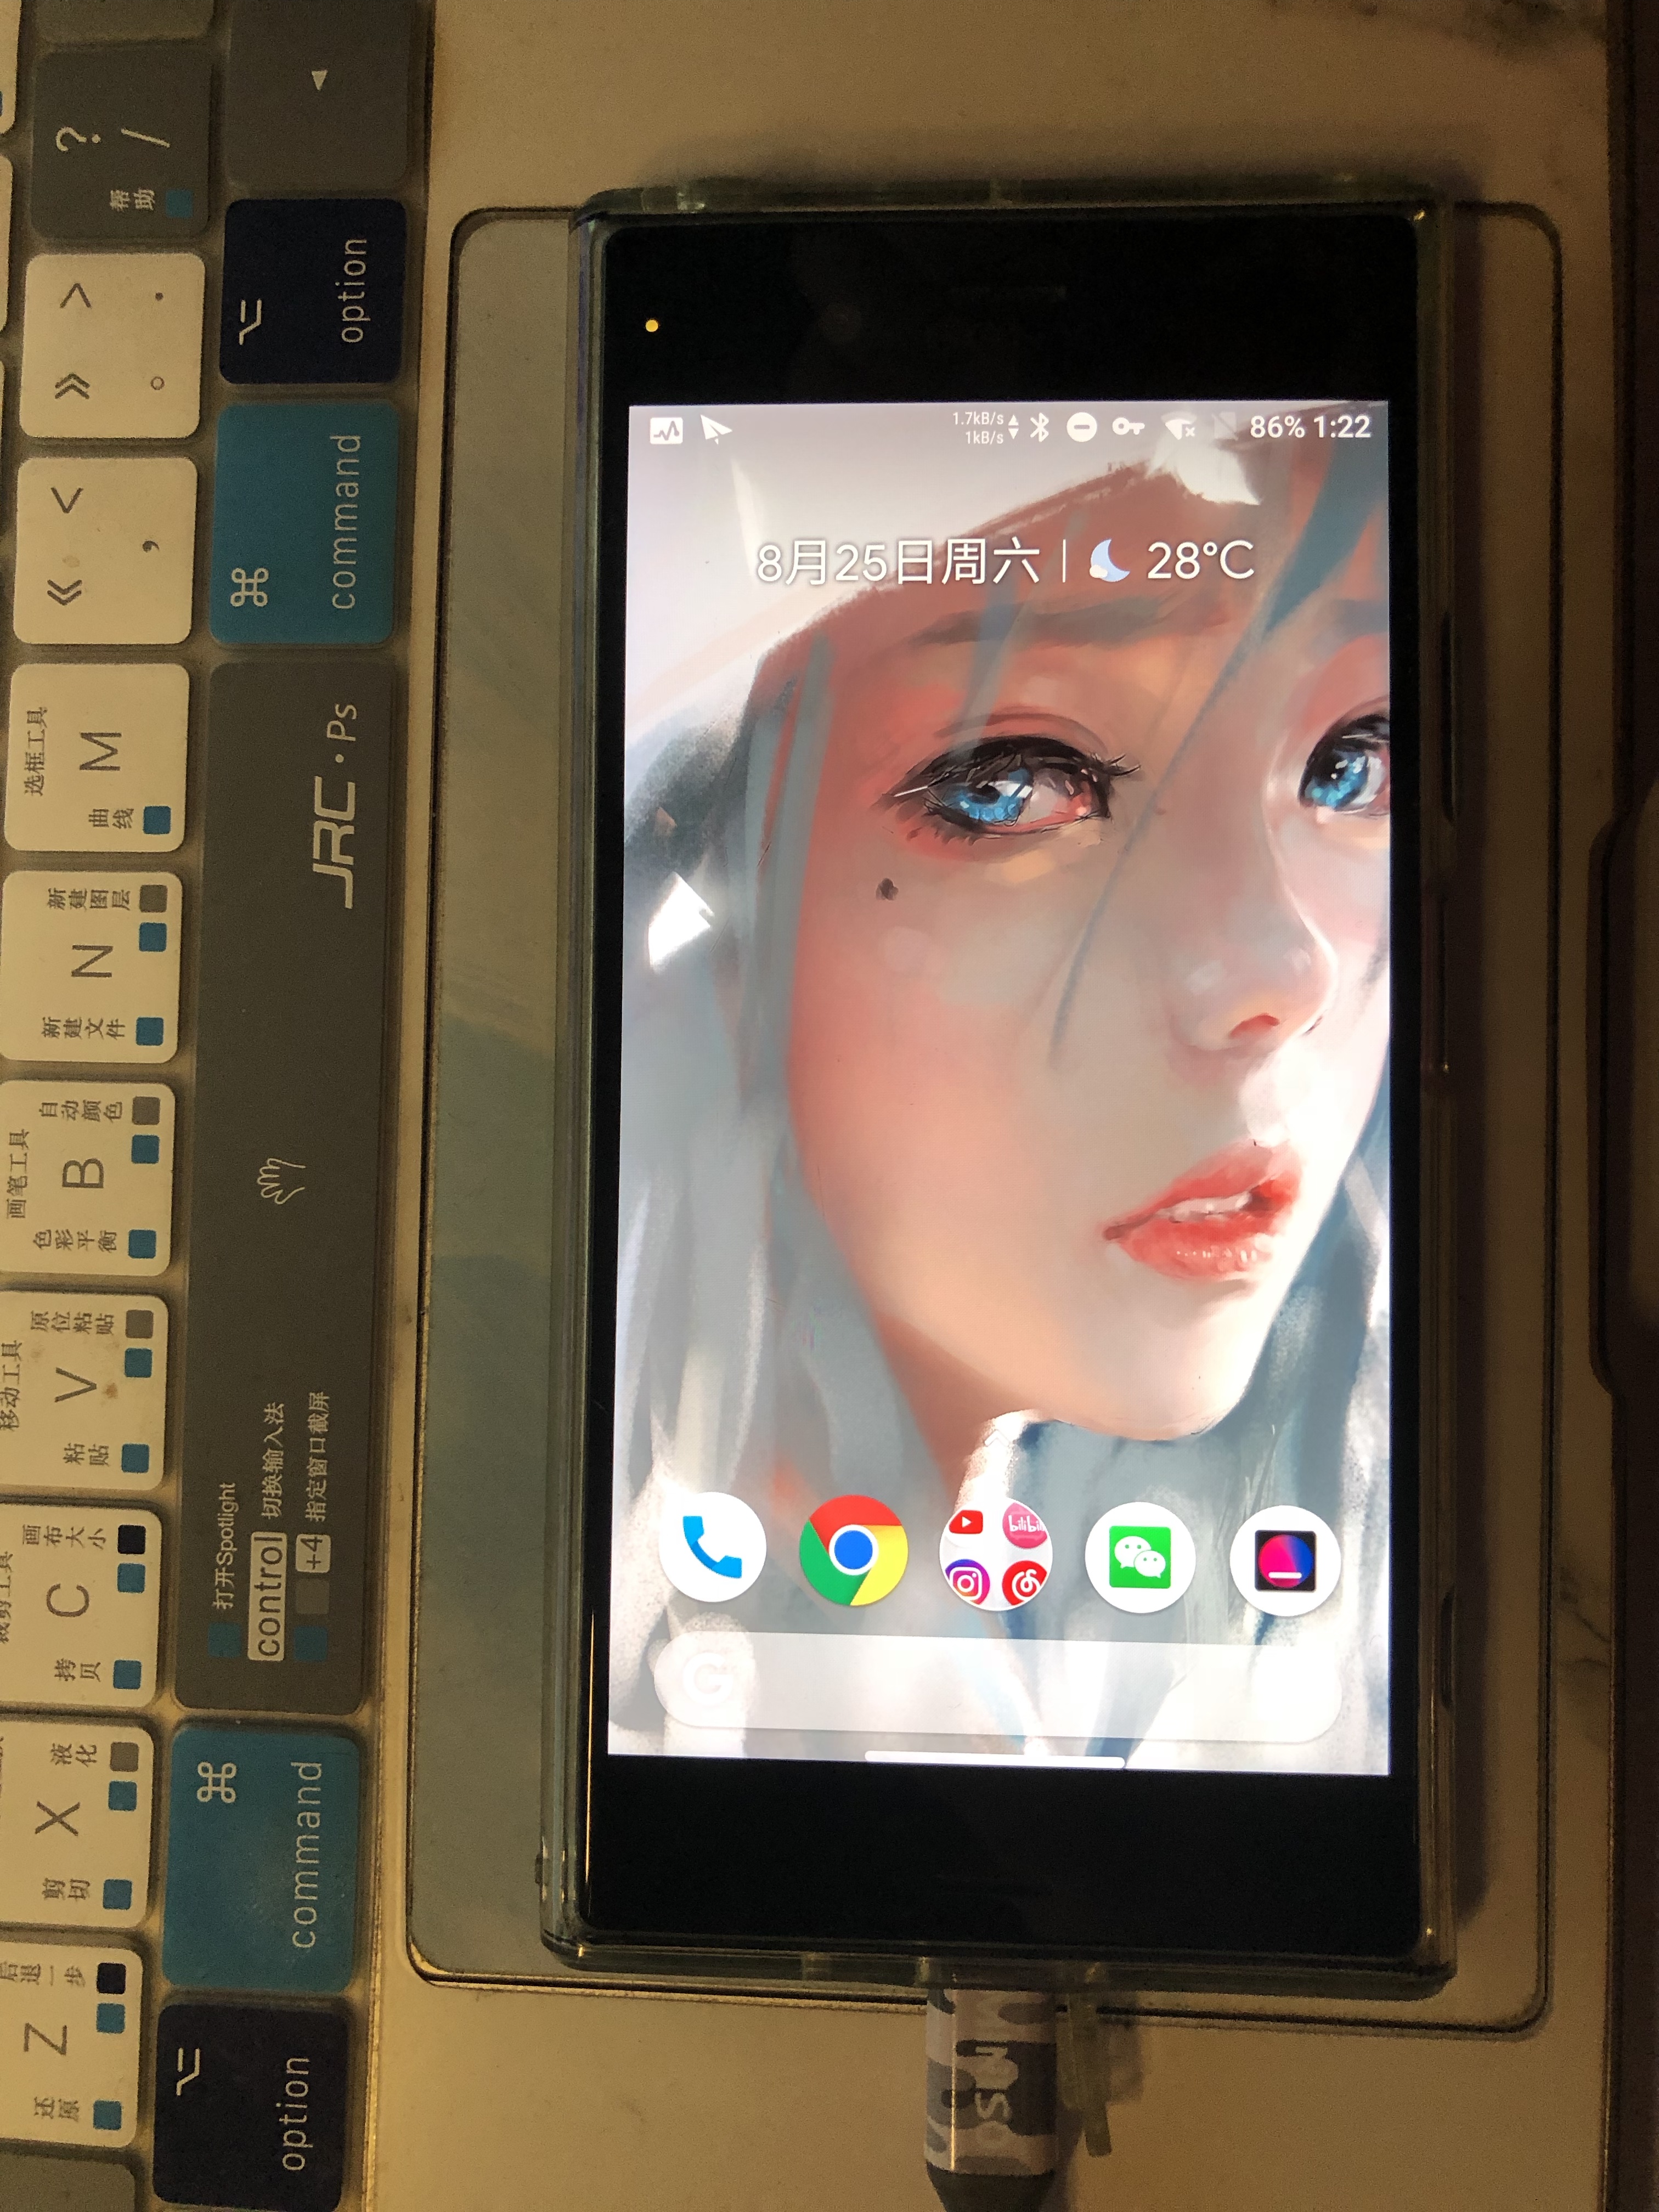 1.7kB/s
1kB/s
86% 1:22
8月25日周六 | 28°C
bilibili
?
/
帮助
option
command
> 》 . 。
< 《 ,
选框工具
M
曲线
JRC·Ps
新建图层
N
新建文件
自动颜色
画笔工具
B
色彩平衡
原位粘贴
移动工具
V
粘贴
打开Spotlight
control 切换输入法
+4 指定窗口截屏
画布大小
裁剪工具
C
拷贝
液化
X
剪切
command
后退一步
Z
还原
option